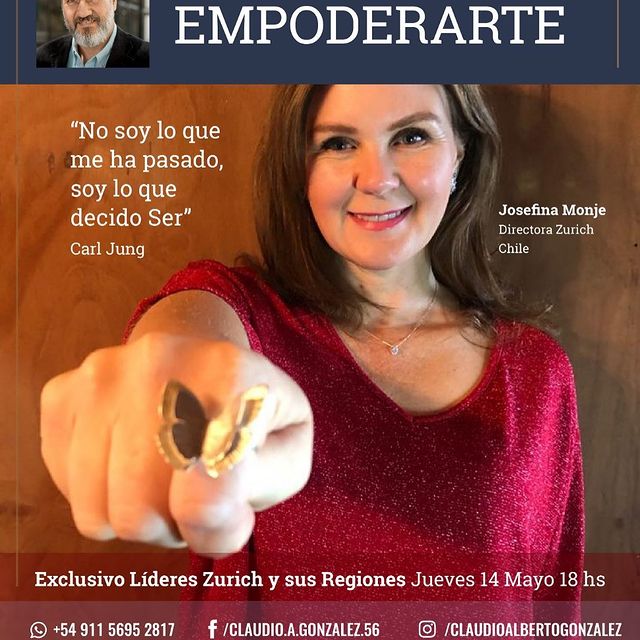 EMPODERARTE
“No soy lo que
me ha pasado,
soy lo que
decido Ser”
Carl Jung
Josefina Monje
Directora Zurich
Chile
Exclusivo Líderes Zurich y sus Regiones Jueves 14 Mayo 18 hs
+54 911 5695 2817 /CLAUDIO.A.GONZALEZ.56 /CLAUDIOALBERTOGONZALEZ